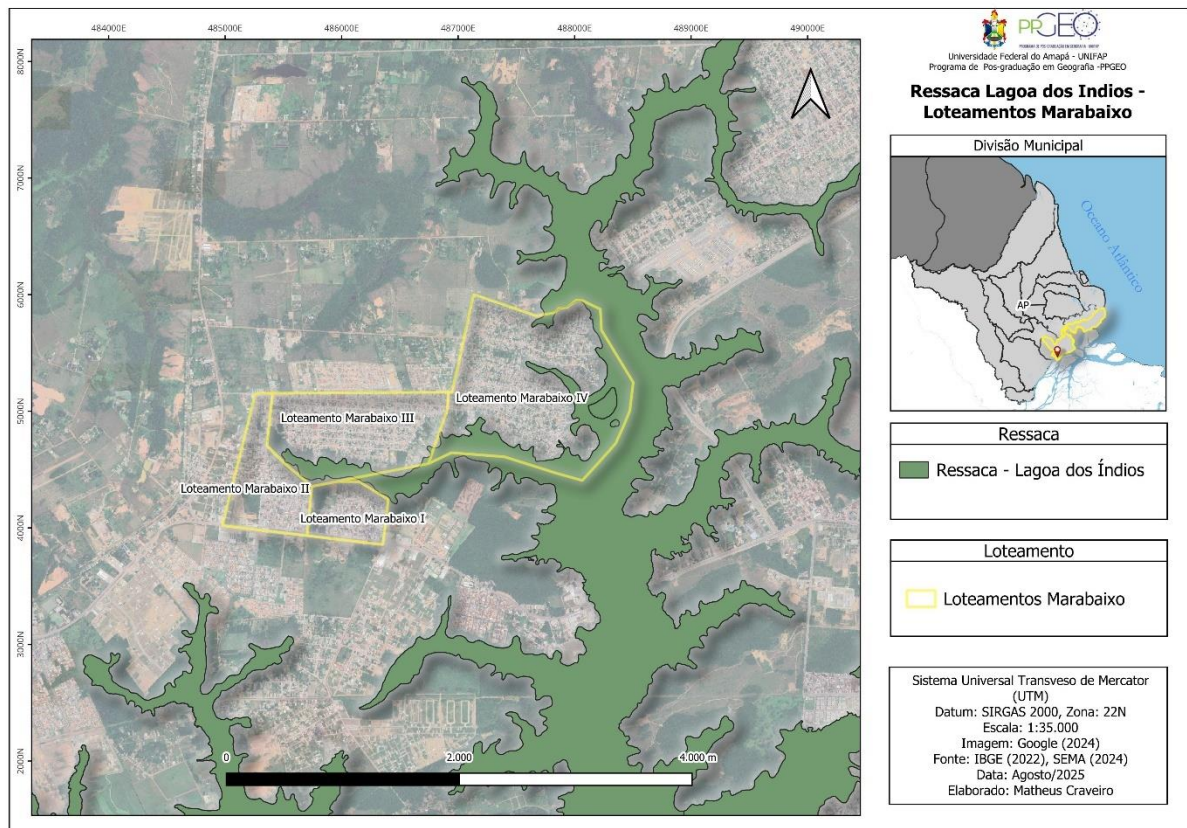 484000E
485000E
486000E
487000E
488000E
489000E
490000E
8000N
7000N
6000N
5000N
4000N
3000N
2000N
Loteamento Marabaixo IV
Loteamento Marabaixo III
Loteamento Marabaixo II
Loteamento Marabaixo I
0
2.000
4.000 m
PPGEO
Universidade Federal do Amapá - UNIFAP
Programa de Pos-graduação em Geografia -PPGEO
Ressaca Lagoa dos Indios -
Loteamentos Marabaixo
Divisão Municipal
Oceano Atlântico
AP
Ressaca
Ressaca - Lagoa dos Índios
Loteamento
Loteamentos Marabaixo
Sistema Universal Transveso de Mercator
(UTM)
Datum: SIRGAS 2000, Zona: 22N
Escala: 1:35.000
Imagem: Google (2024)
Fonte: IBGE (2022), SEMA (2024)
Data: Agosto/2025
Elaborado: Matheus Craveiro